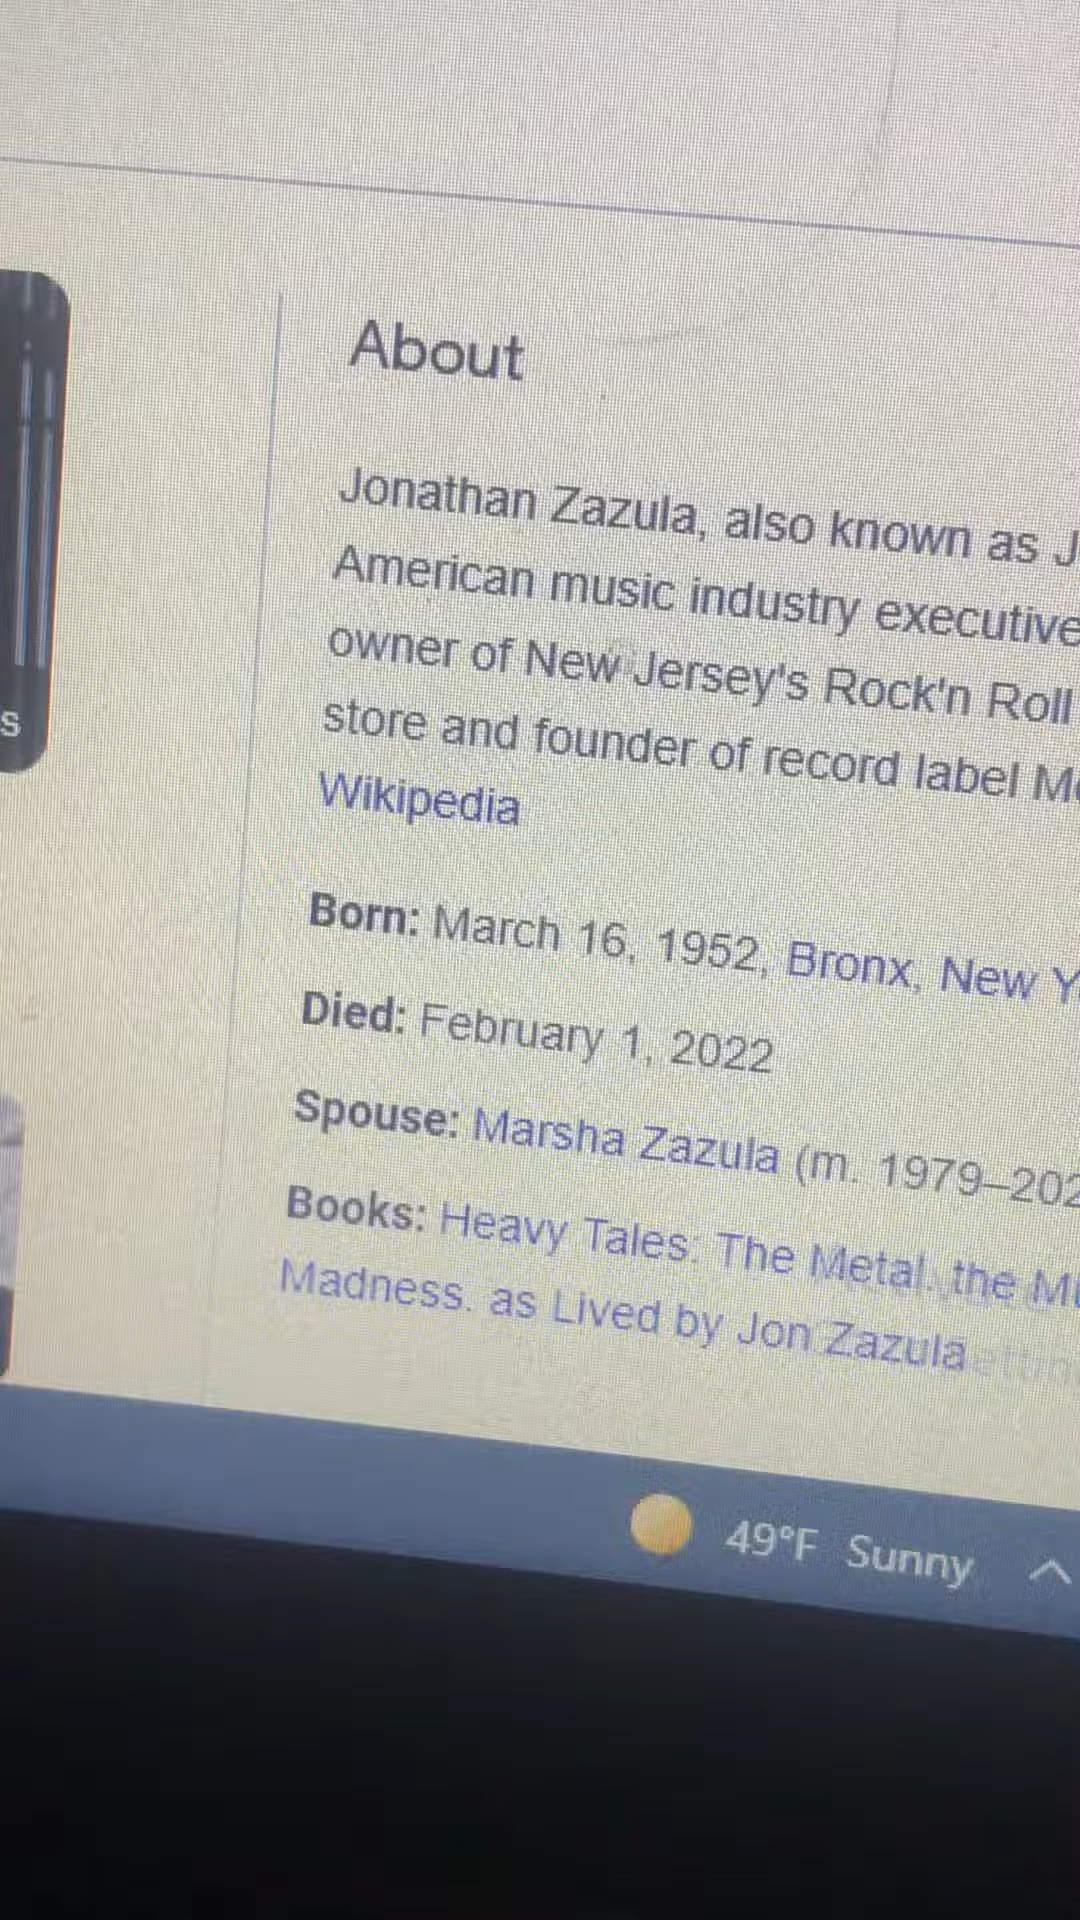 About
Jonathan Zazula, also known as J
American music industry executive
owner of New Jersey's Rock'n Roll
store and founder of record label M
Wikipedia
Born: March 16, 1952, Bronx, New Y
Died: February 1, 2022
Spouse: Marsha Zazula (m. 1979–202
Books: Heavy Tales: The Metal. the Mu
Madness. as Lived by Jon Zazula
s
49°F Sunny